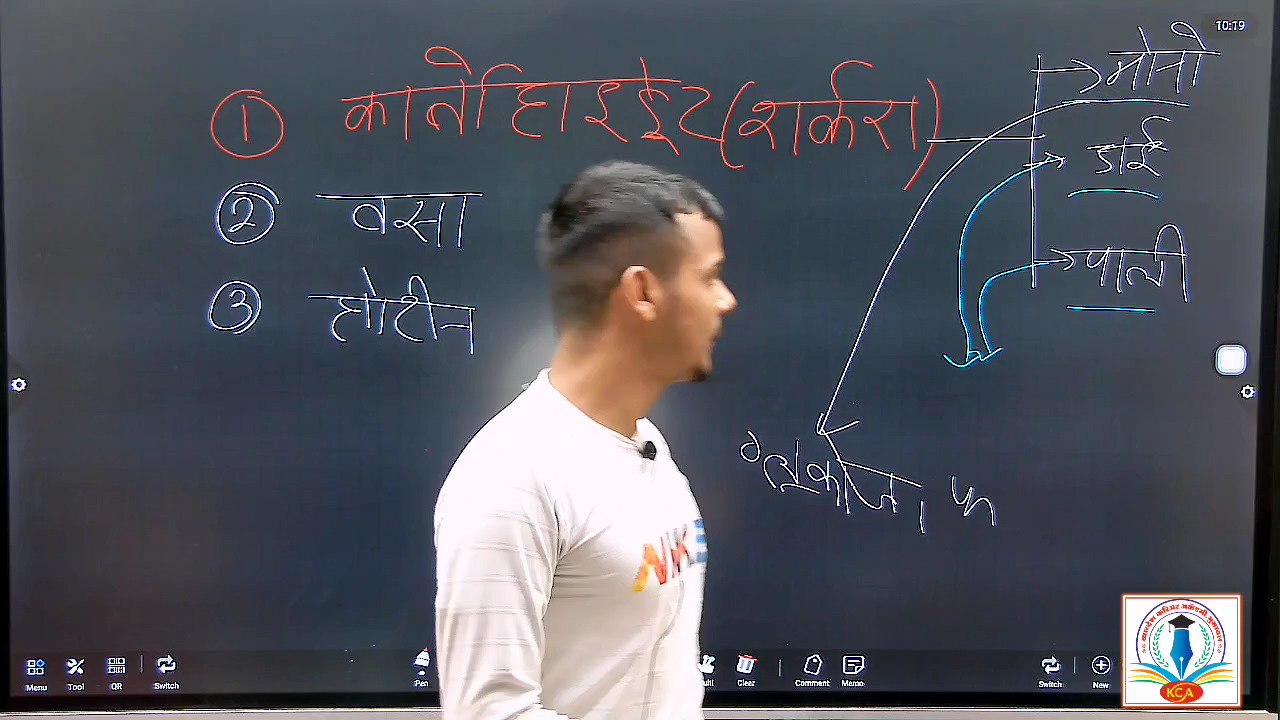 10:19
① कार्बोहाइड्रेट (शर्करा)
→ मोनो
→ डाई
→ पाली
② वसा
③ प्रोटीन
ग्लूकोज, फ
NIKE
KCA
Menu Tool QR Switch Clear Comment Memo Switch New